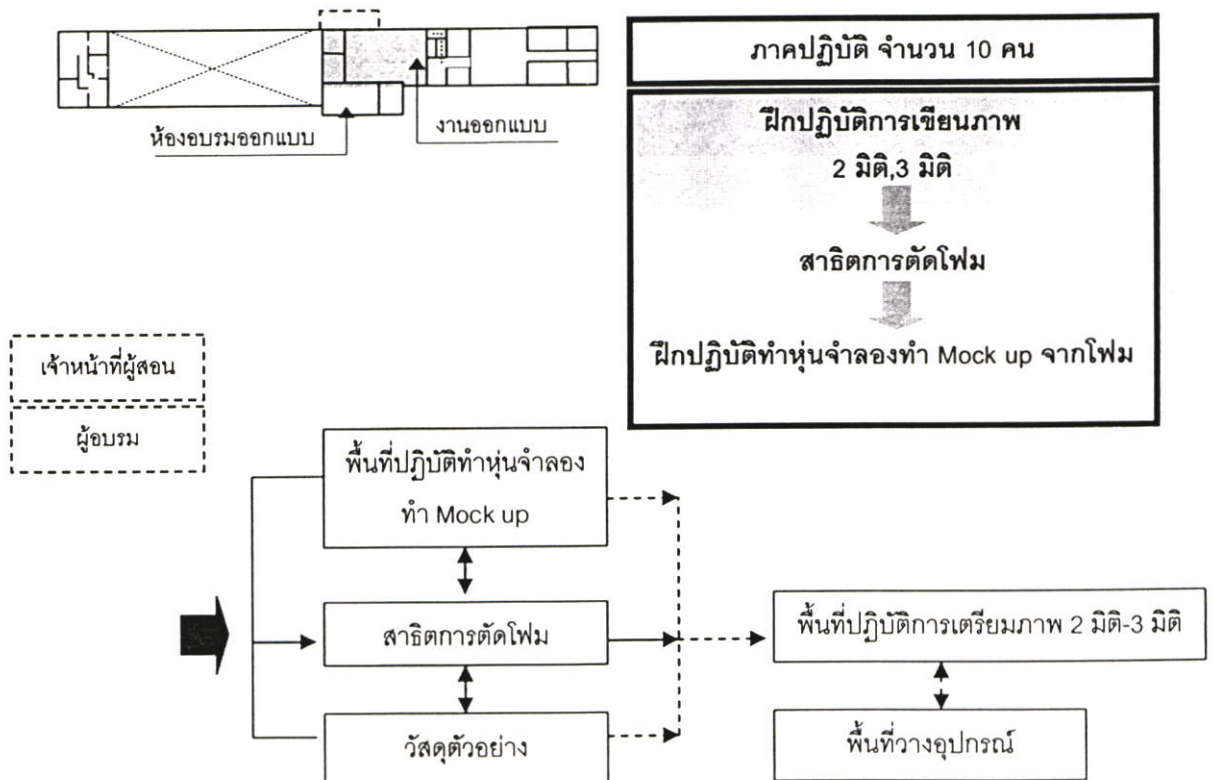 ห้องอบรมออกแบบ
งานออกแบบ
ภาคปฏิบัติ จำนวน 10 คน
ฝึกปฏิบัติการเขียนภาพ
2 มิติ,3 มิติ
สาธิตการตัดโฟม
ฝึกปฏิบัติทำหุ่นจำลองทำ Mock up จากโฟม
เจ้าหน้าที่ผู้สอน
ผู้อบรม
พื้นที่ปฏิบัติทำหุ่นจำลอง
ทำ Mock up
สาธิตการตัดโฟม
พื้นที่ปฏิบัติการเตรียมภาพ 2 มิติ-3 มิติ
วัสดุตัวอย่าง
พื้นที่วางอุปกรณ์